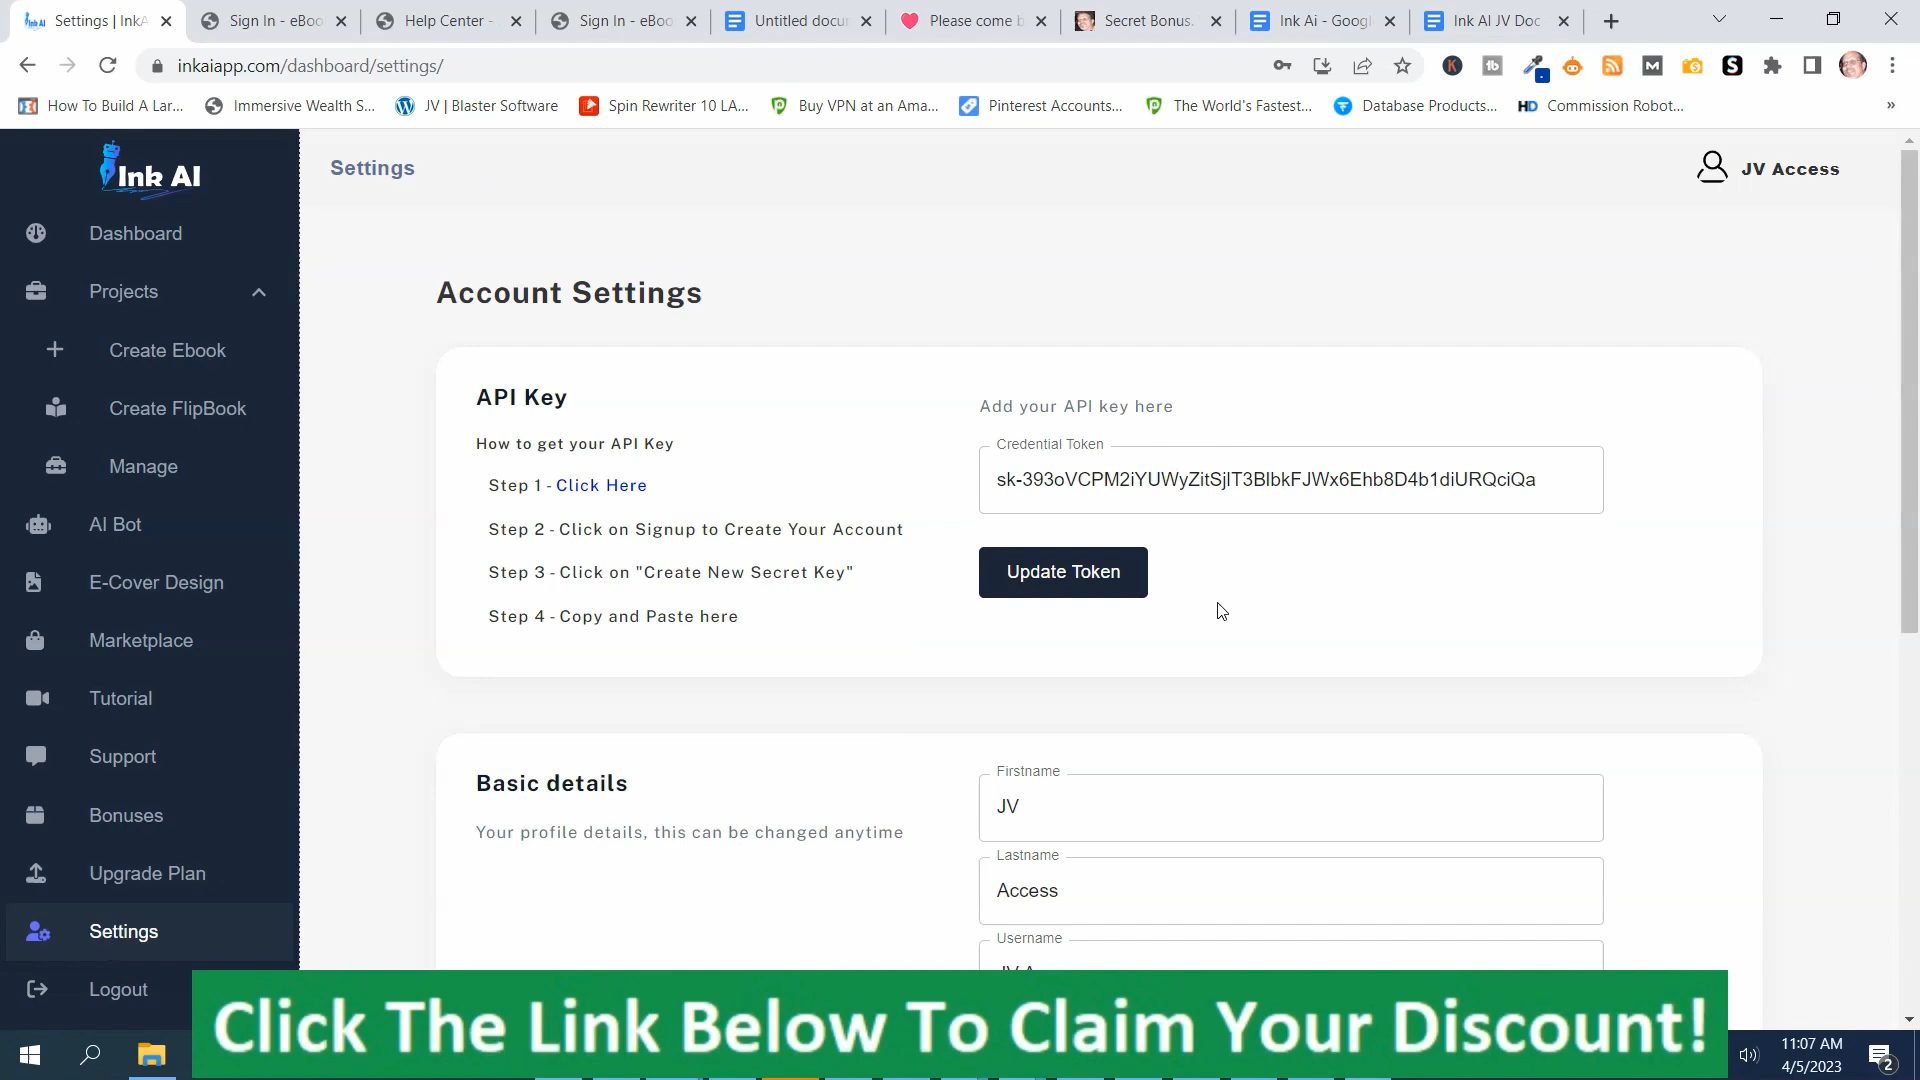 Settings | InkA
Sign In - eBoo
Help Center -
Sign In - eBoo
Untitled docu
Please come b
Secret Bonus.
Ink Ai - Googl
Ink AI JV Doc
inkaiapp.com/dashboard/settings/
How To Build A Lar...
Immersive Wealth S...
JV | Blaster Software
Spin Rewriter 10 LA...
Buy VPN at an Ama...
Pinterest Accounts...
The World's Fastest...
Database Products...
HD Commission Robot...
Ink AI
Settings
JV Access
Dashboard
Projects
Create Ebook
Create FlipBook
Manage
AI Bot
E-Cover Design
Marketplace
Tutorial
Support
Bonuses
Upgrade Plan
Settings
Logout
Account Settings
API Key
How to get your API Key
Step 1 - Click Here
Step 2 - Click on Signup to Create Your Account
Step 3 - Click on "Create New Secret Key"
Step 4 - Copy and Paste here
Add your API key here
Credential Token
Update Token
Basic details
Your profile details, this can be changed anytime
Firstname
JV
Lastname
Access
Username
Click The Link Below To Claim Your Discount!
11:07 AM
4/5/2023
2